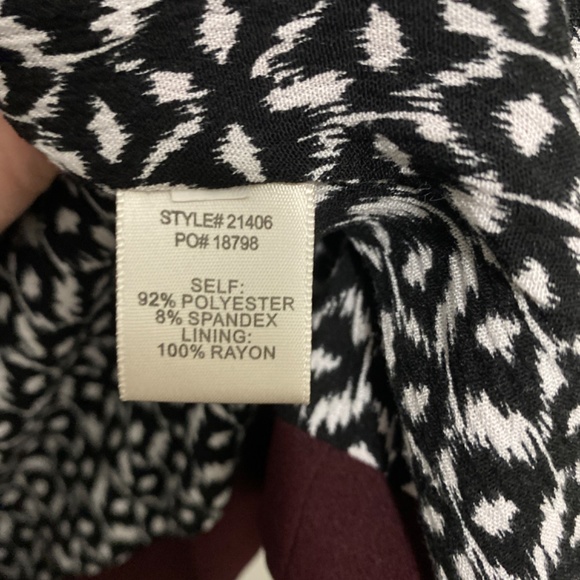 STYLE# 21406
PO# 18798
SELF:
92% POLYESTER
8% SPANDEX
LINING:
100% RAYON